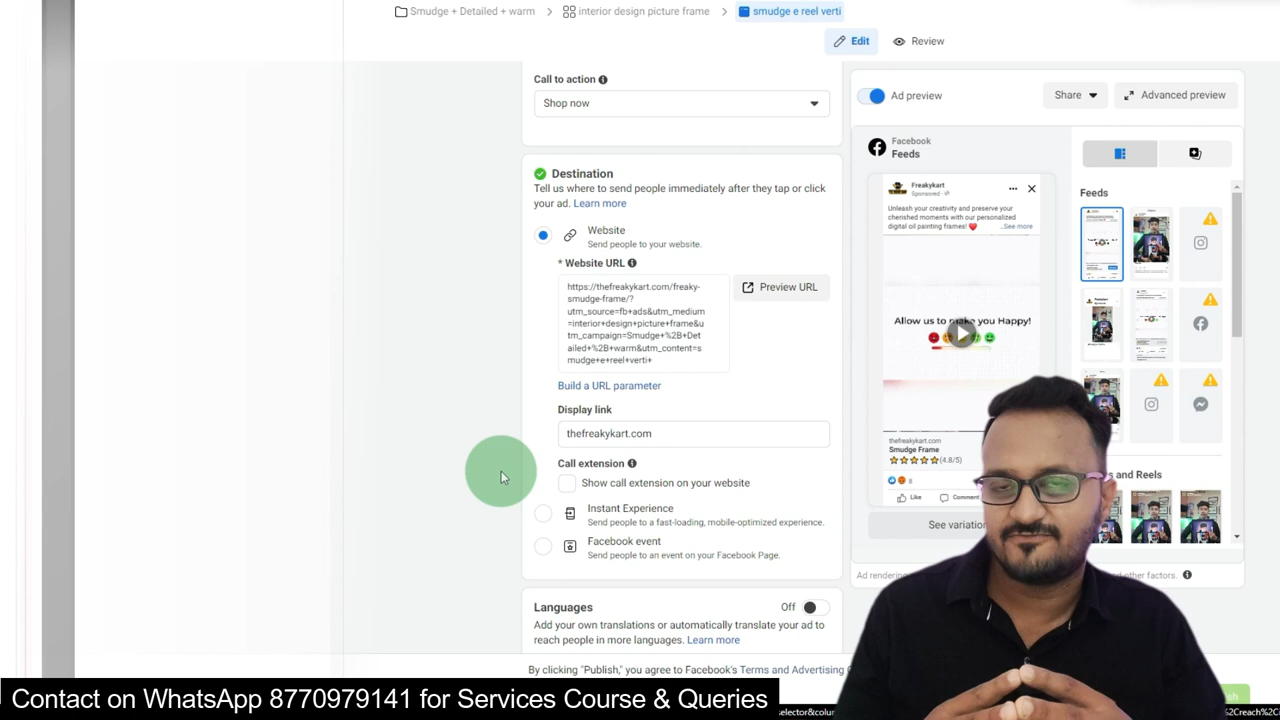 Smudge + Detailed + warm > interior design picture frame > smudge e reel verti
Edit Review
Call to action
Shop now
Destination
Tell us where to send people immediately after they tap or click
your ad. Learn more
Website
Send people to your website.
* Website URL
https://thefreakykart.com/freaky-
smudge-frame/?
utm_source=fb+ads&utm_medium
=interior+design+picture+frame&u
tm_campaign=Smudge+%2B+Det
ailed+%2B+warm&utm_content=s
mudge+e+reel+verti+
Preview URL
Build a URL parameter
Display link
thefreakykart.com
Call extension
Show call extension on your website
Instant Experience
Send people to a fast-loading, mobile-optimized experience.
Facebook event
Send people to an event on your Facebook Page.
Languages Off
Add your own translations or automatically translate your ad to
reach people in more languages. Learn more
By clicking "Publish," you agree to Facebook's Terms and Advertising
Ad preview Share Advanced preview
Facebook
Feeds
Freakykart
Sponsored
Unleash your creativity and preserve your
cherished moments with our personalized
digital oil painting frames! ❤️ ...See more
Allow us to make you Happy!
thefreakykart.com
Smudge Frame
(4.8/5)
8
Like Comment
See variation
Feeds
and Reels
Ad rendering
other factors.
Contact on WhatsApp 8770979141 for Services Course & Queries